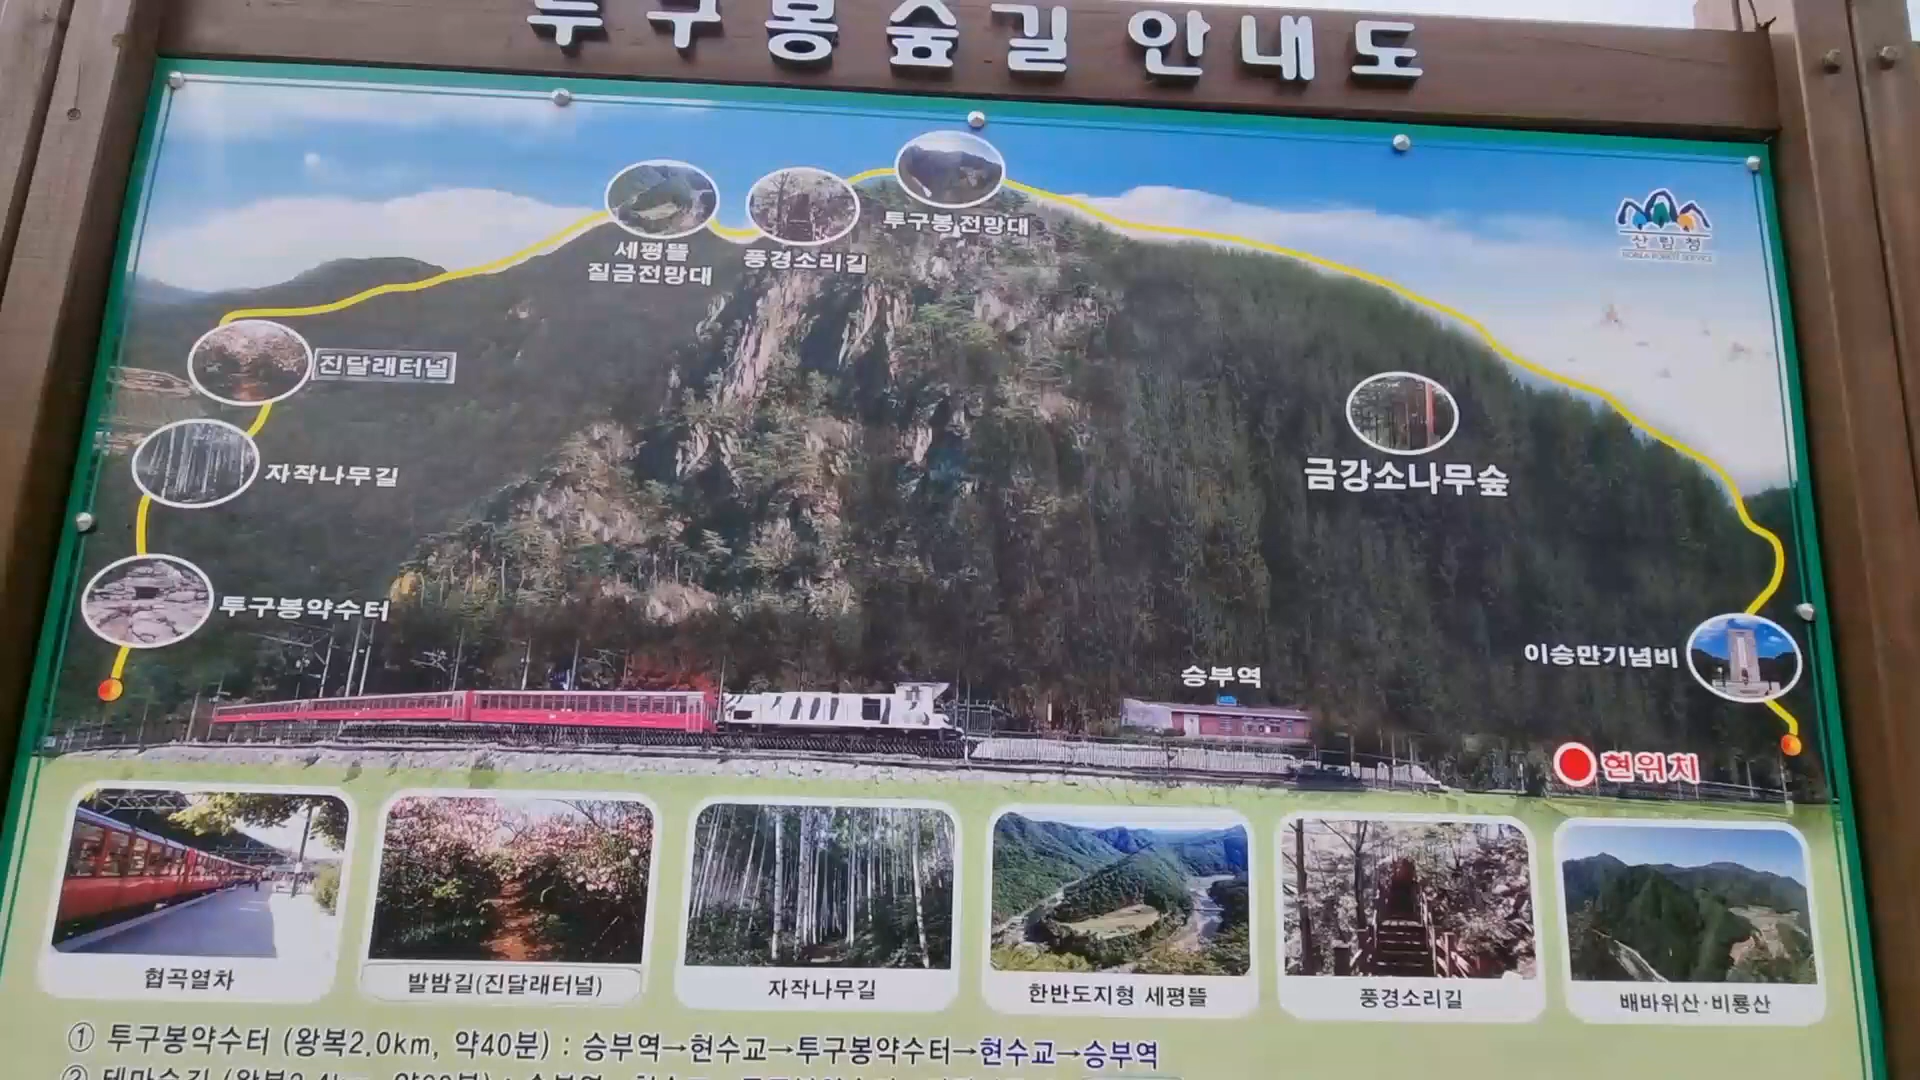 투구봉숲길 안내도
산림청
KOREA FOREST SERVICE
투구봉전망대
세평뜰
질금전망대
풍경소리길
진달래터널
자작나무길
금강소나무숲
투구봉약수터
이승만기념비
승부역
현위치
협곡열차
발밤길(진달래터널)
자작나무길
한반도지형 세평뜰
풍경소리길
배바위산·비룡산
① 투구봉약수터 (왕복2.0km, 약40분) : 승부역→현수교→투구봉약수터→현수교→승부역